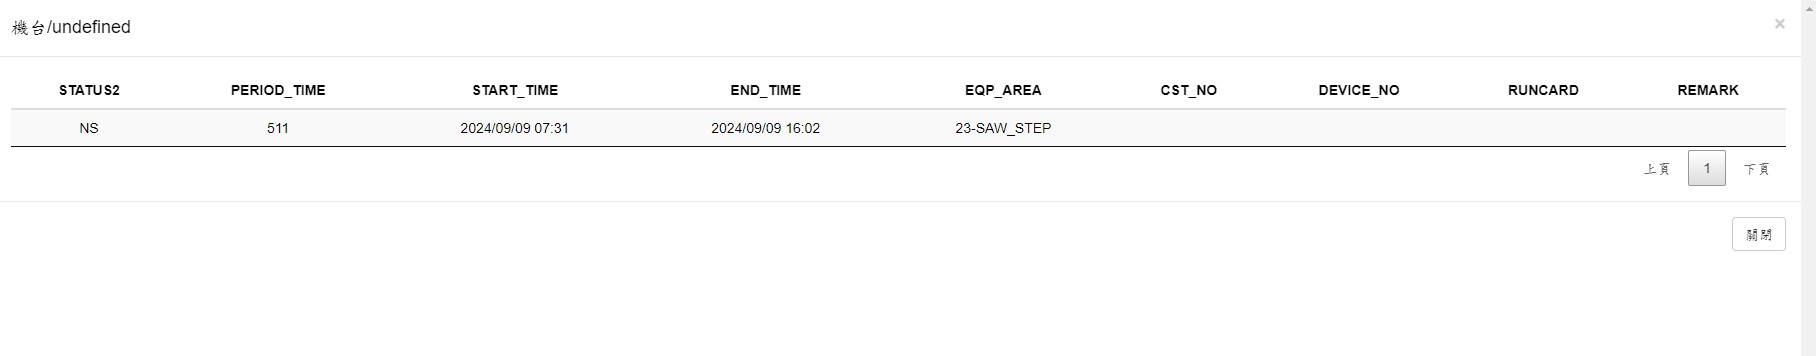 機台/undefined
×
STATUS2 PERIOD_TIME START_TIME END_TIME EQP_AREA CST_NO DEVICE_NO RUNCARD REMARK
NS 511 2024/09/09 07:31 2024/09/09 16:02 23-SAW_STEP
上頁 1 下頁
關閉